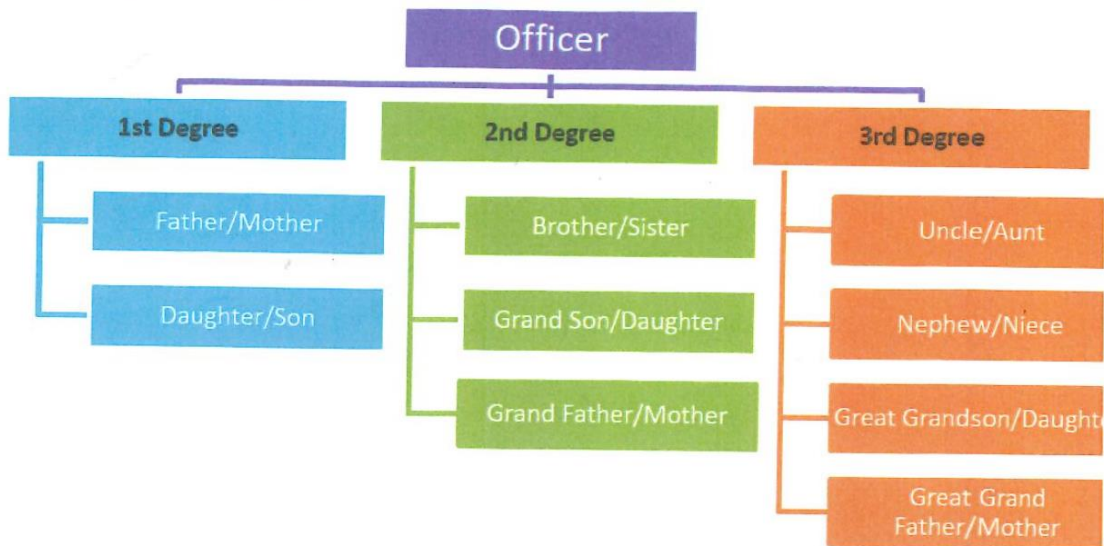 Officer
1st Degree
Father/Mother
Daughter/Son
2nd Degree
Brother/Sister
Grand Son/Daughter
Grand Father/Mother
3rd Degree
Uncle/Aunt
Nephew/Niece
Great Grandson/Daughte
Great Grand
Father/Mother